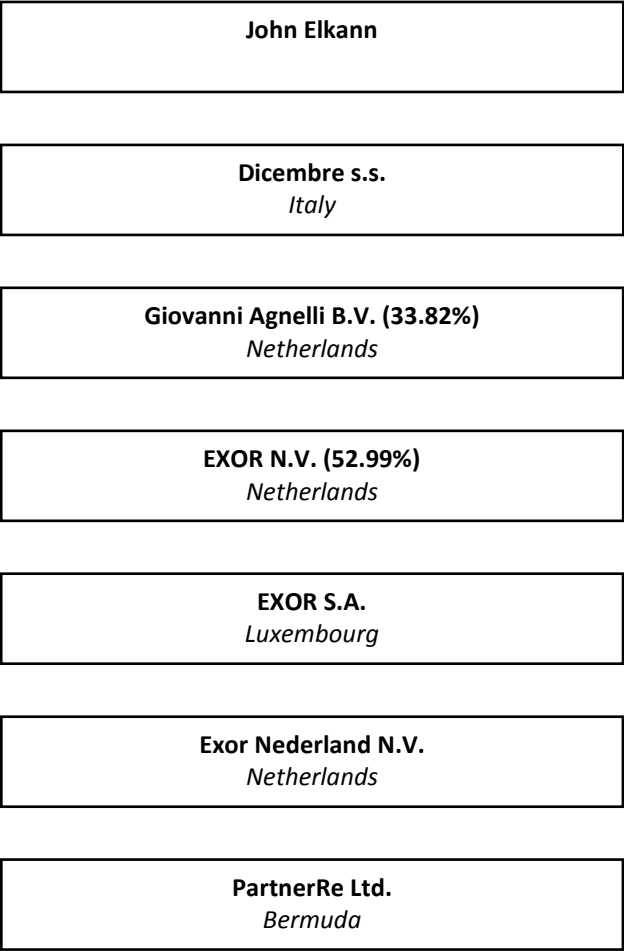 John Elkann
Dicembre s.s.
Italy
Giovanni Agnelli B.V. (33.82%)
Netherlands
EXOR N.V. (52.99%)
Netherlands
EXOR S.A.
Luxembourg
Exor Nederland N.V.
Netherlands
PartnerRe Ltd.
Bermuda